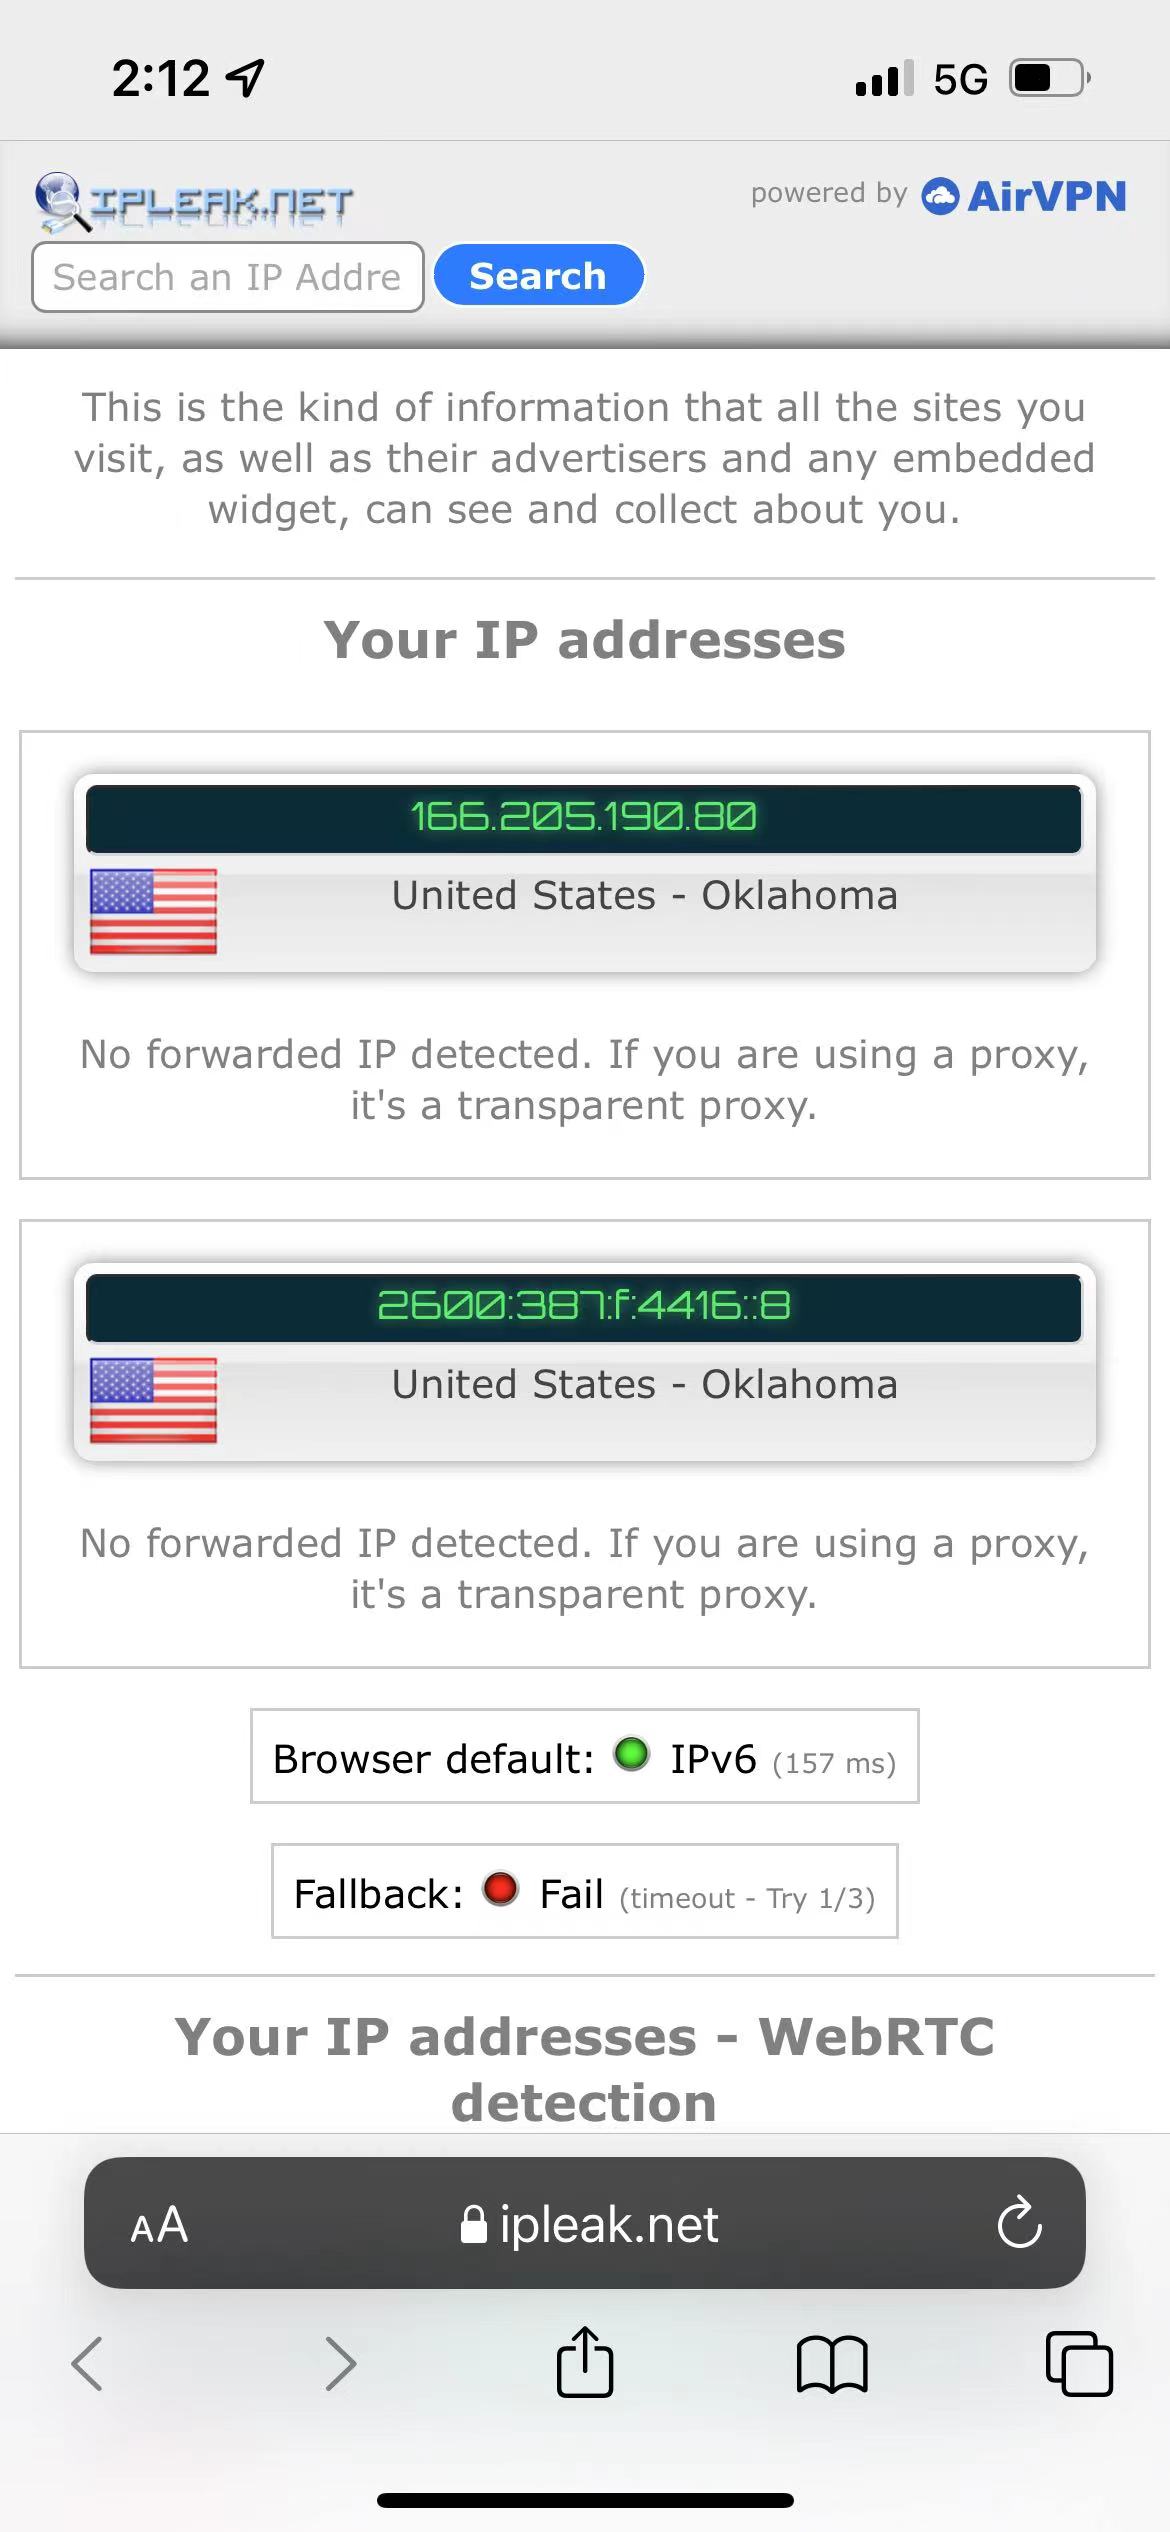 2:12
5G
IPLEAK.NET
powered by AirVPN
Search an IP Addre
Search
This is the kind of information that all the sites you
visit, as well as their advertisers and any embedded
widget, can see and collect about you.
Your IP addresses
166.205.190.80
United States - Oklahoma
No forwarded IP detected. If you are using a proxy,
it's a transparent proxy.
2600:387:f:4416::8
United States - Oklahoma
No forwarded IP detected. If you are using a proxy,
it's a transparent proxy.
Browser default: IPv6 (157 ms)
Fallback: Fail (timeout - Try 1/3)
Your IP addresses - WebRTC
detection
AA
ipleak.net